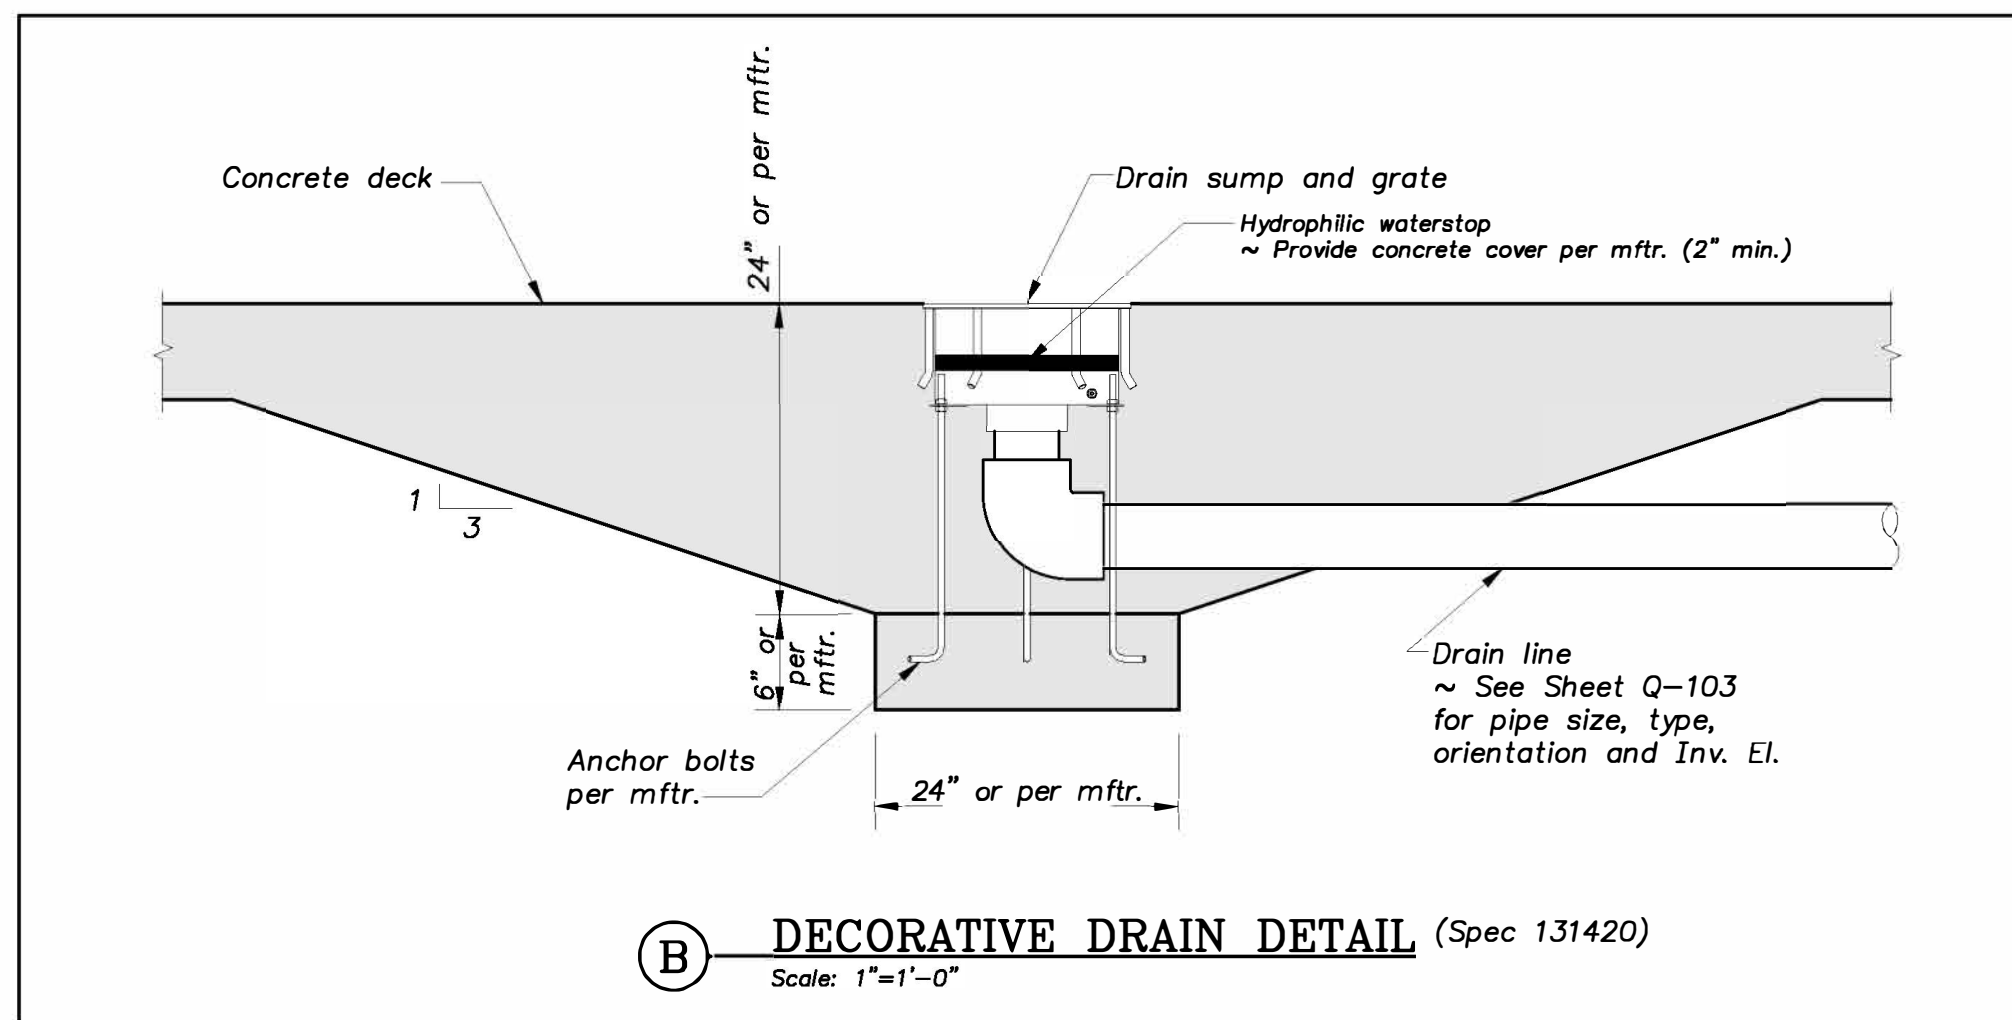 24” or per mftr.
Concrete deck
Drain sump and grate
Hydrophilic waterstop
~ Provide concrete cover per mftr. (2” min.)
1
3
6” or
per
mftr.
Drain line
~ See Sheet Q-103
for pipe size, type,
orientation and Inv. El.
Anchor bolts
per mftr.
24” or per mftr.
B
DECORATIVE DRAIN DETAIL (Spec 131420)
Scale: 1”=1’-0”